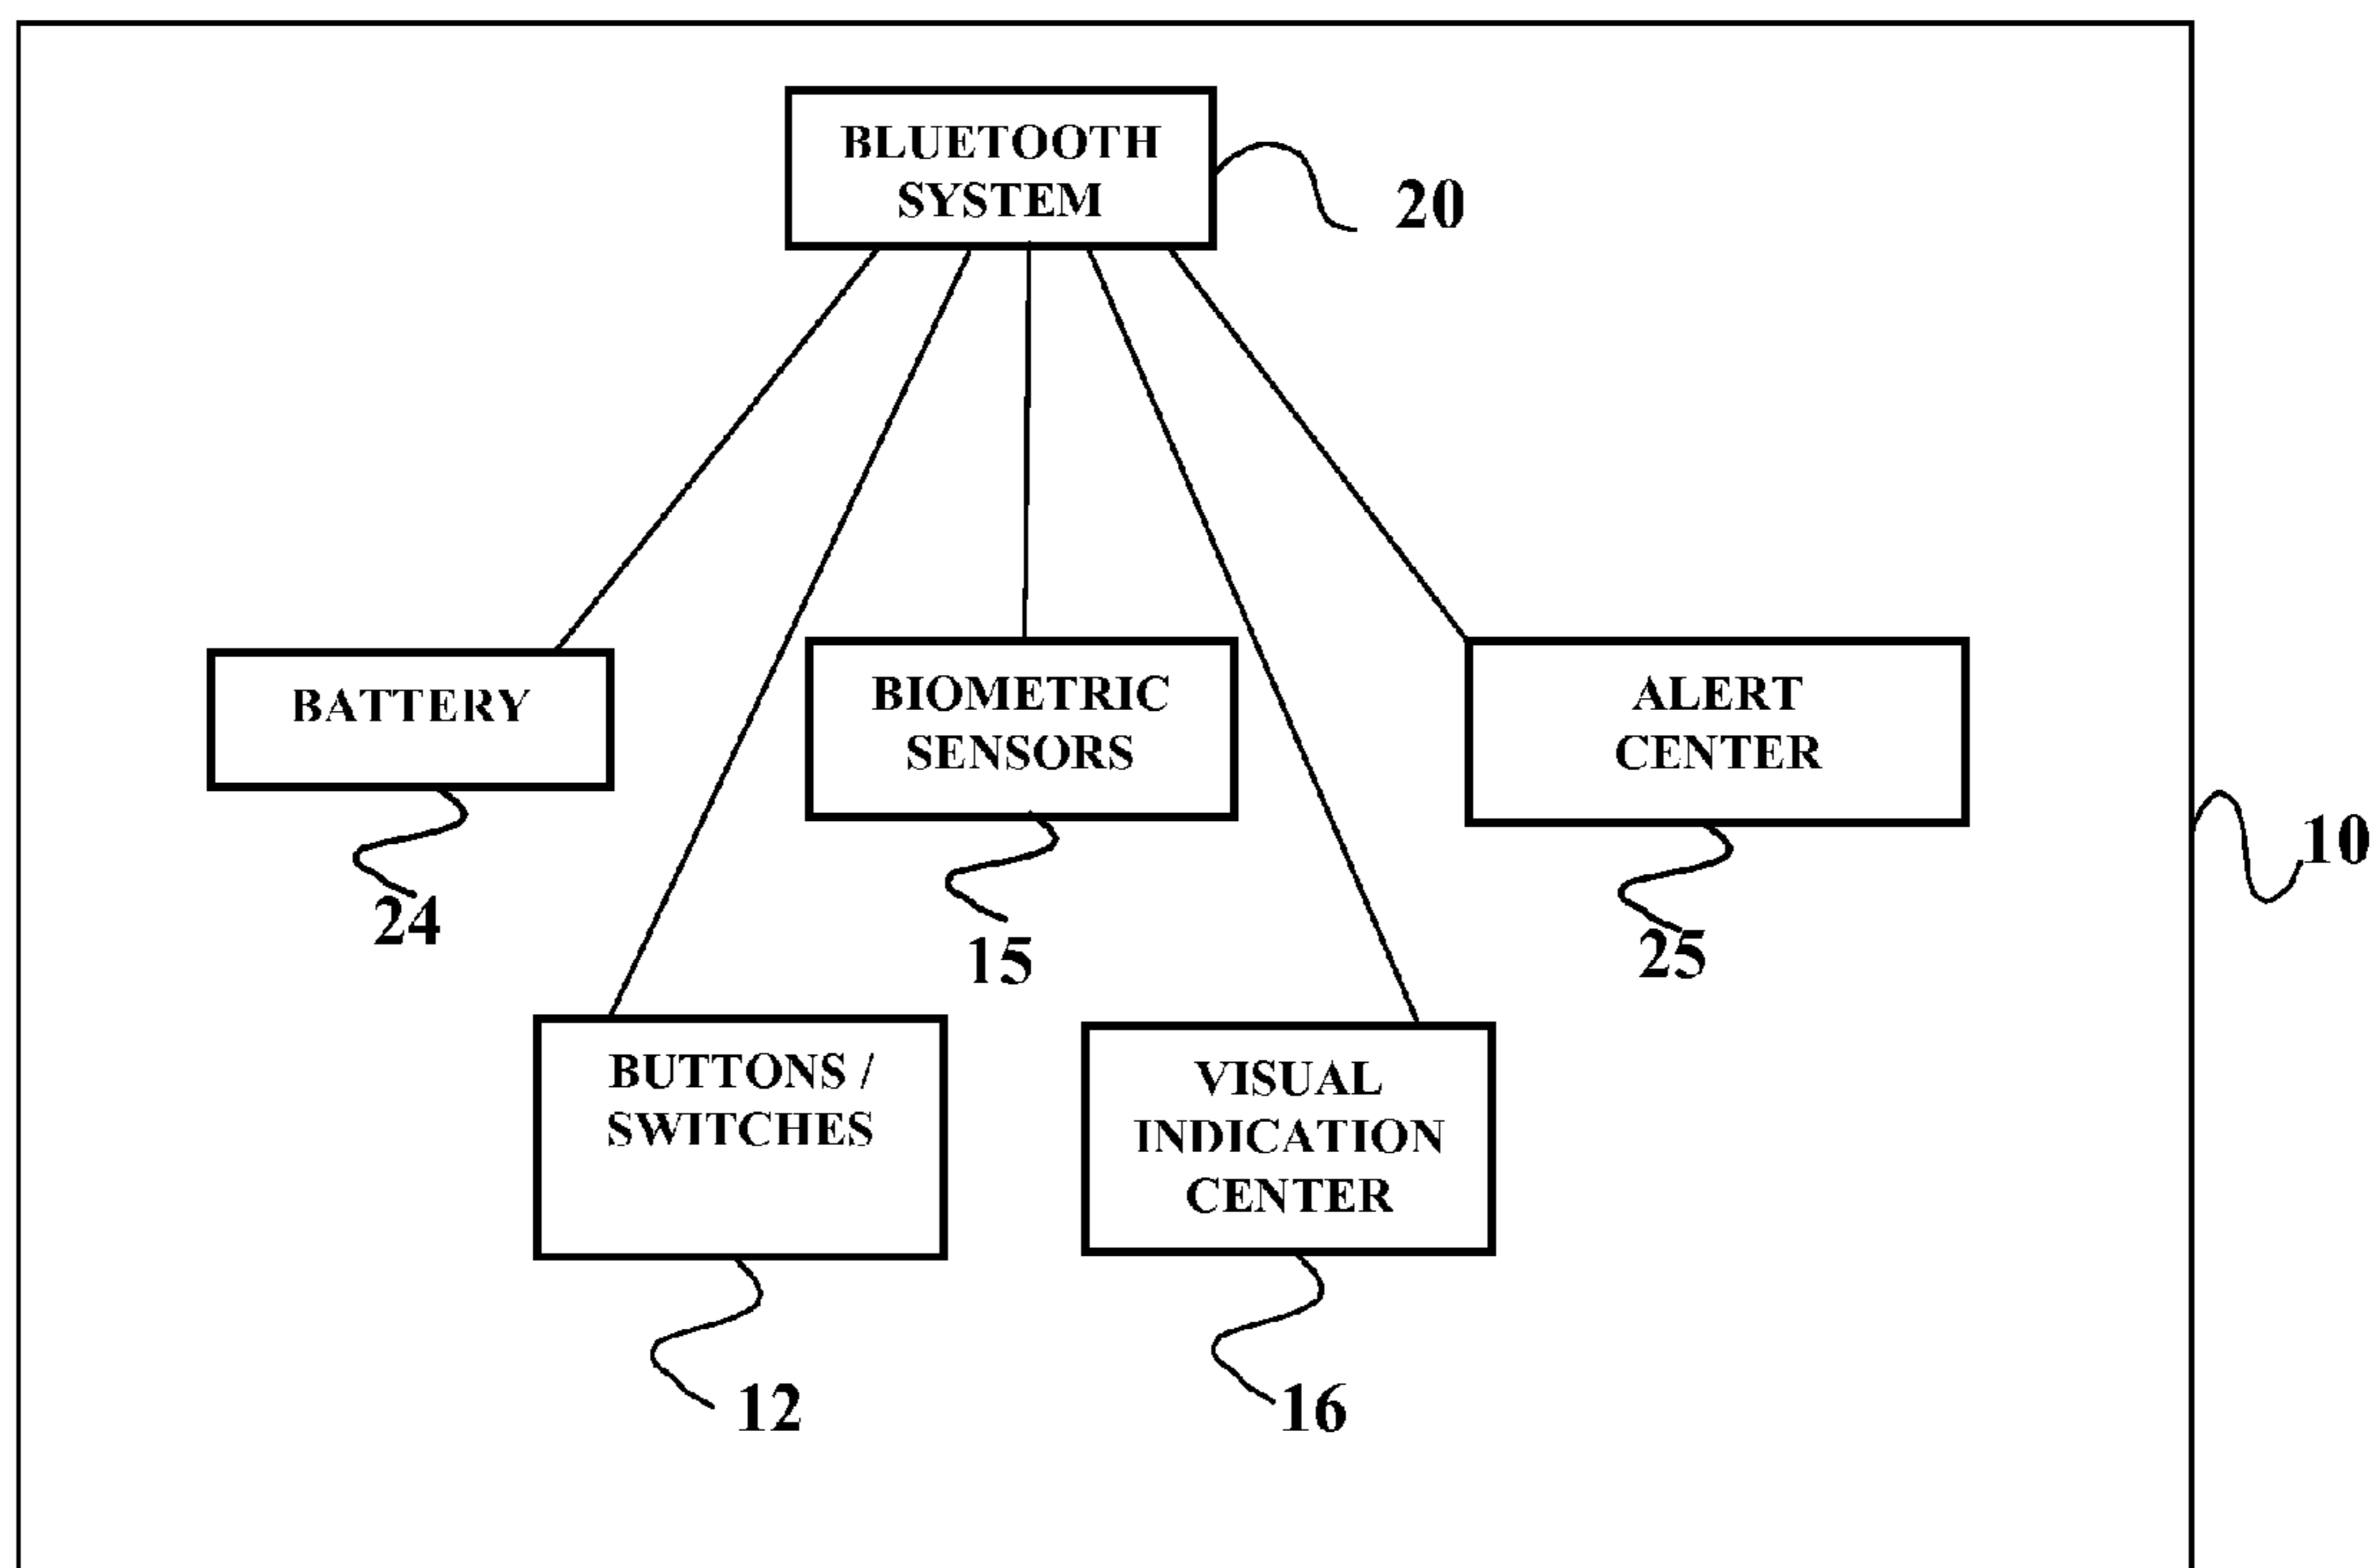 BLUETOOTH
SYSTEM
20
BATTERY
24
BIOMETRIC
SENSORS
15
ALERT
CENTER
25
10
BUTTONS /
SWITCHES
12
VISUAL
INDICATION
CENTER
16